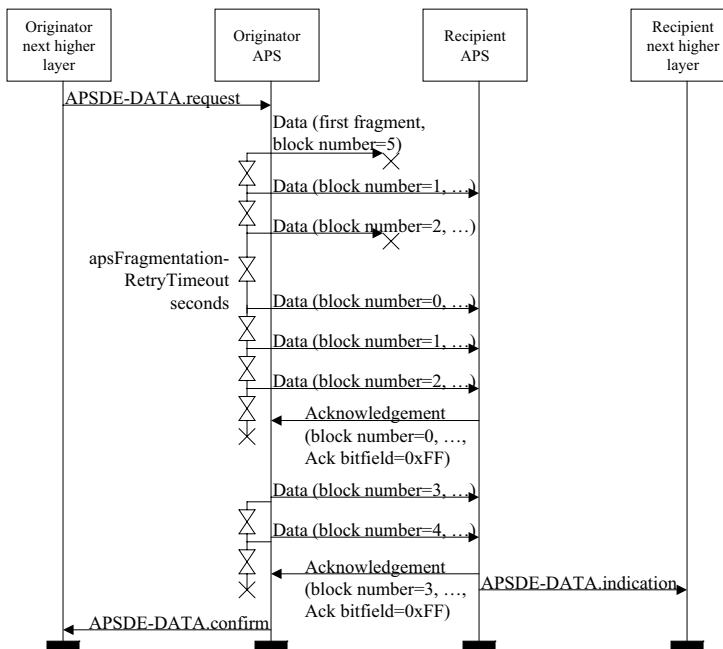 Originator
next higher
layer
Originator
APS
Recipient
APS
Recipient
next higher
layer
APSDE-DATA.request
Data (first fragment,
block number=5)
Data (block number=1, …)
Data (block number=2, …)
apsFragmentation-
RetryTimeout
seconds
Data (block number=0, …)
Data (block number=1, …)
Data (block number=2, …)
Acknowledgement
(block number=0, …,
Ack bitfield=0xFF)
Data (block number=3, …)
Data (block number=4, …)
Acknowledgement
(block number=3, …,
Ack bitfield=0xFF)
APSDE-DATA.indication
APSDE-DATA.confirm